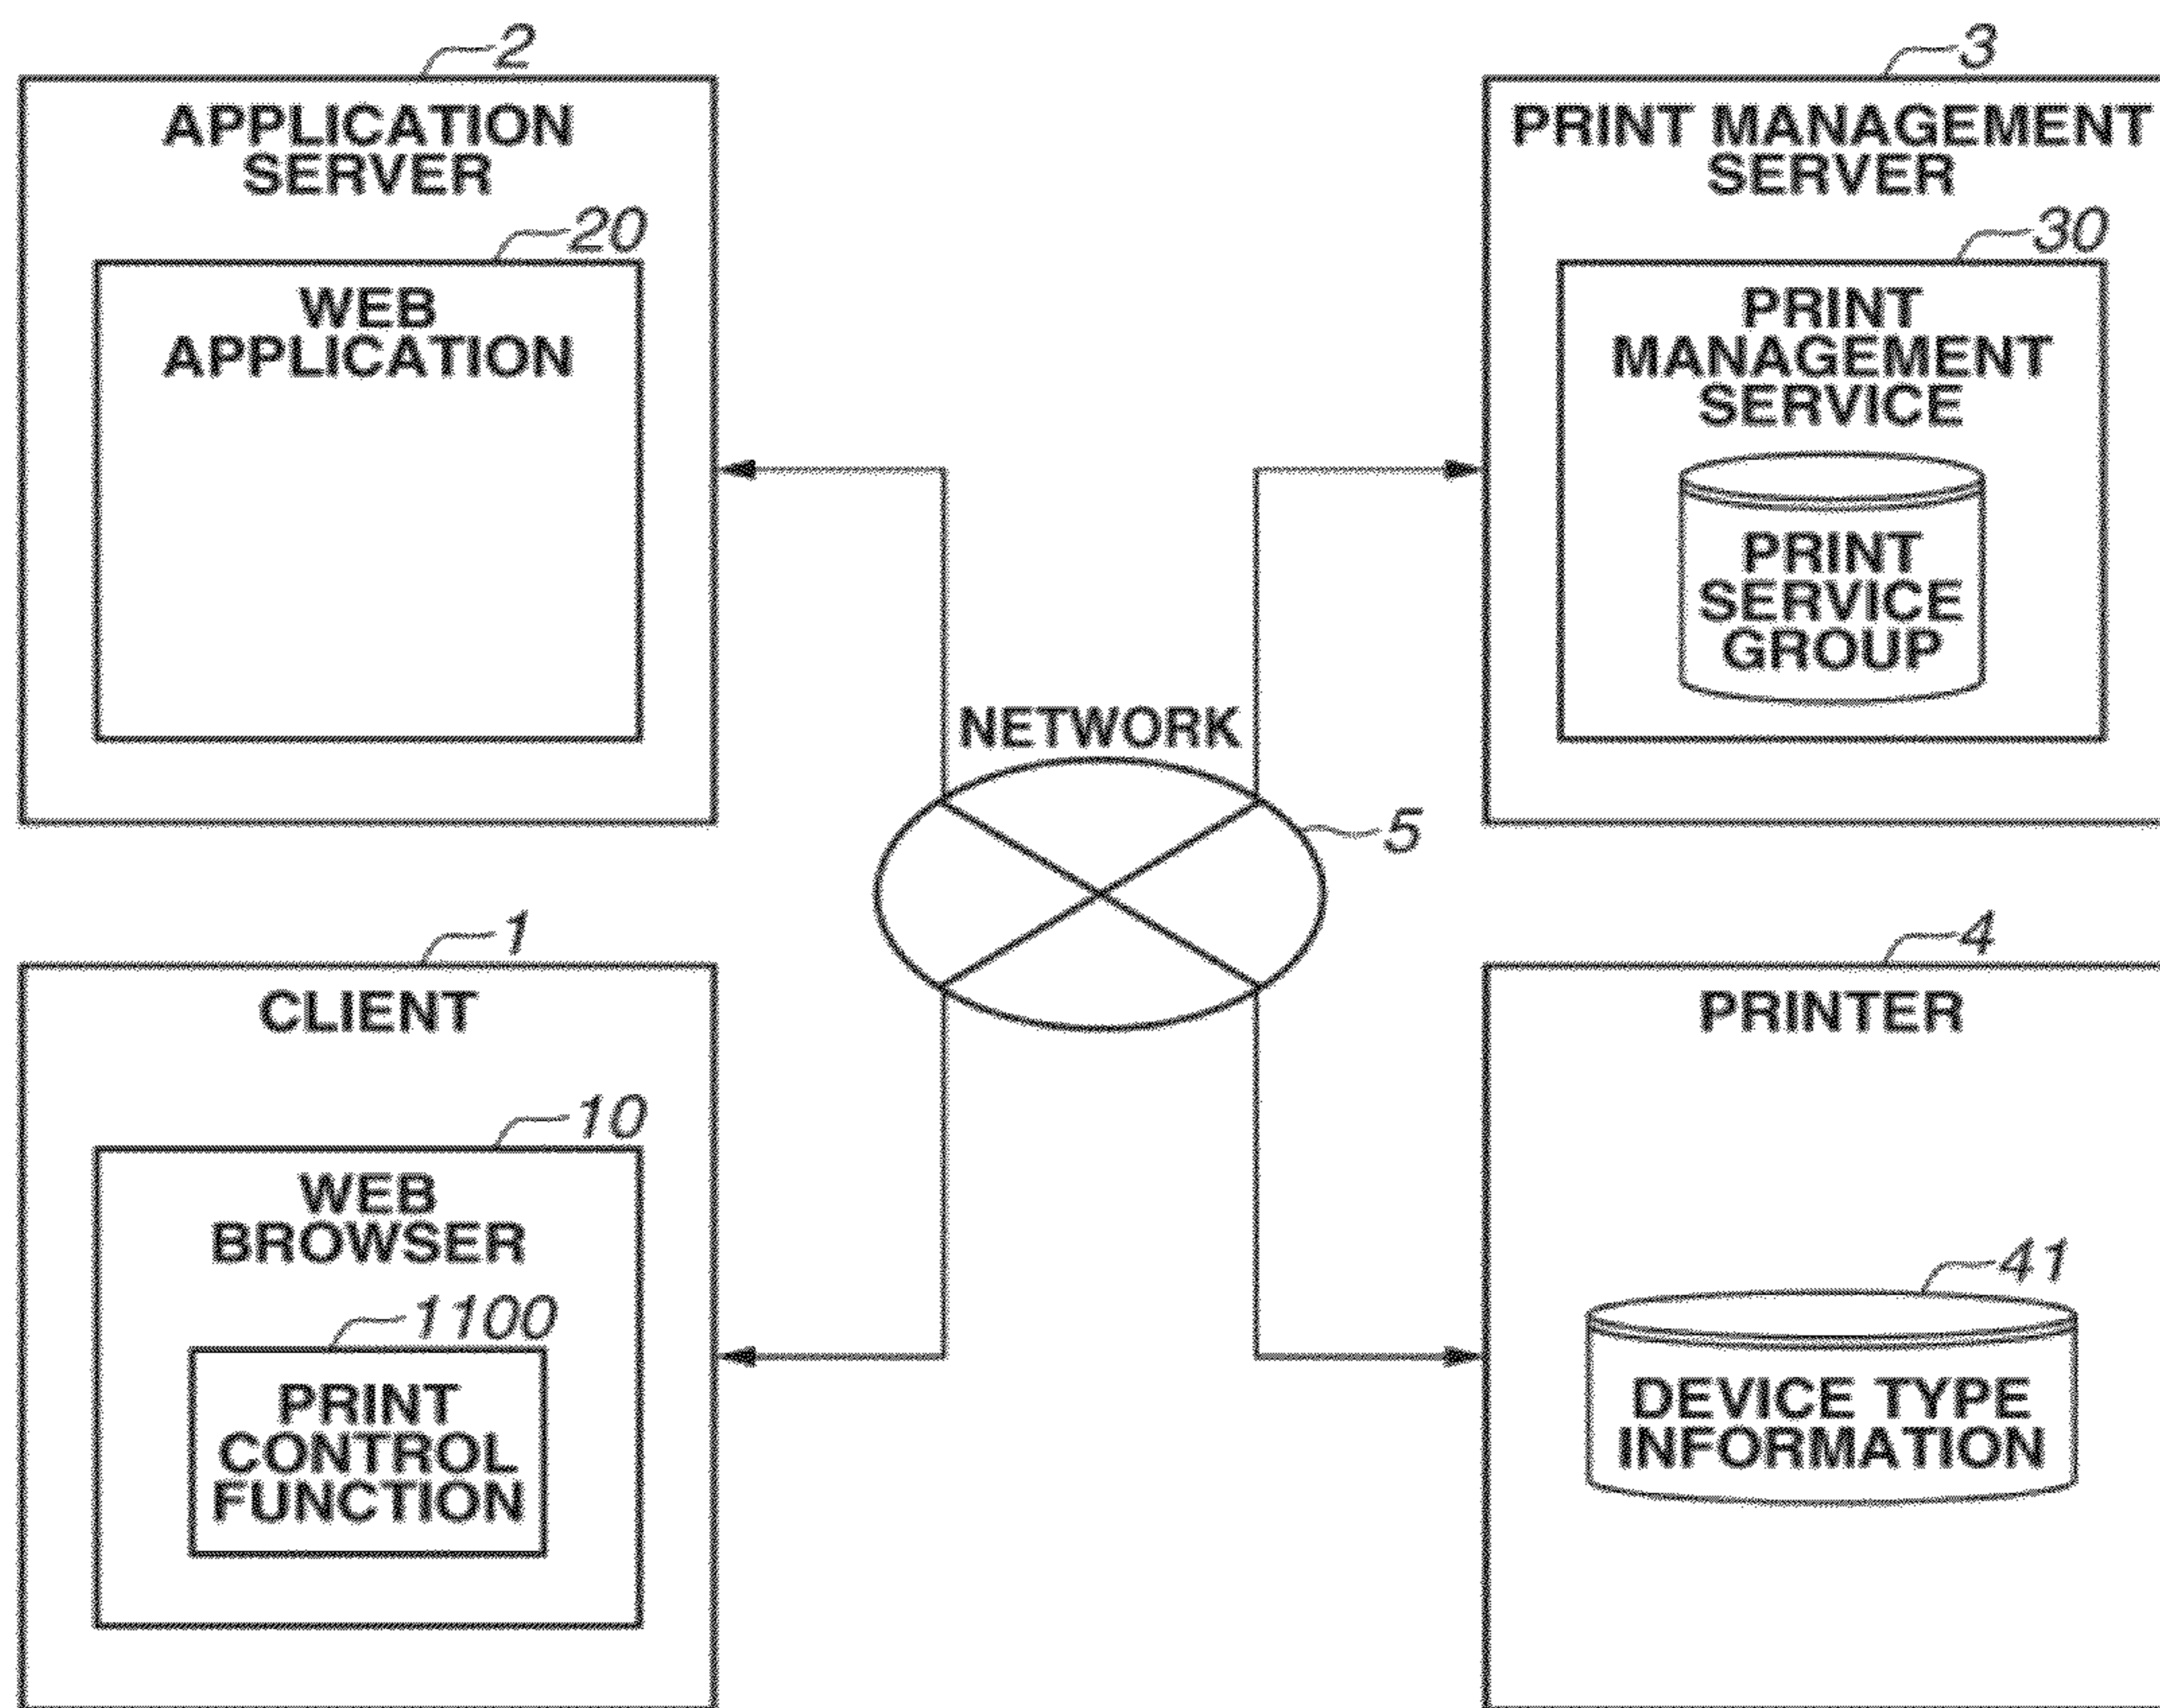 2
APPLICATION
SERVER
20
WEB
APPLICATION
3
PRINT MANAGEMENT
SERVER
30
PRINT
MANAGEMENT
SERVICE
PRINT
SERVICE
GROUP
NETWORK
5
1
CLIENT
10
WEB
BROWSER
1100
PRINT
CONTROL
FUNCTION
4
PRINTER
41
DEVICE TYPE
INFORMATION